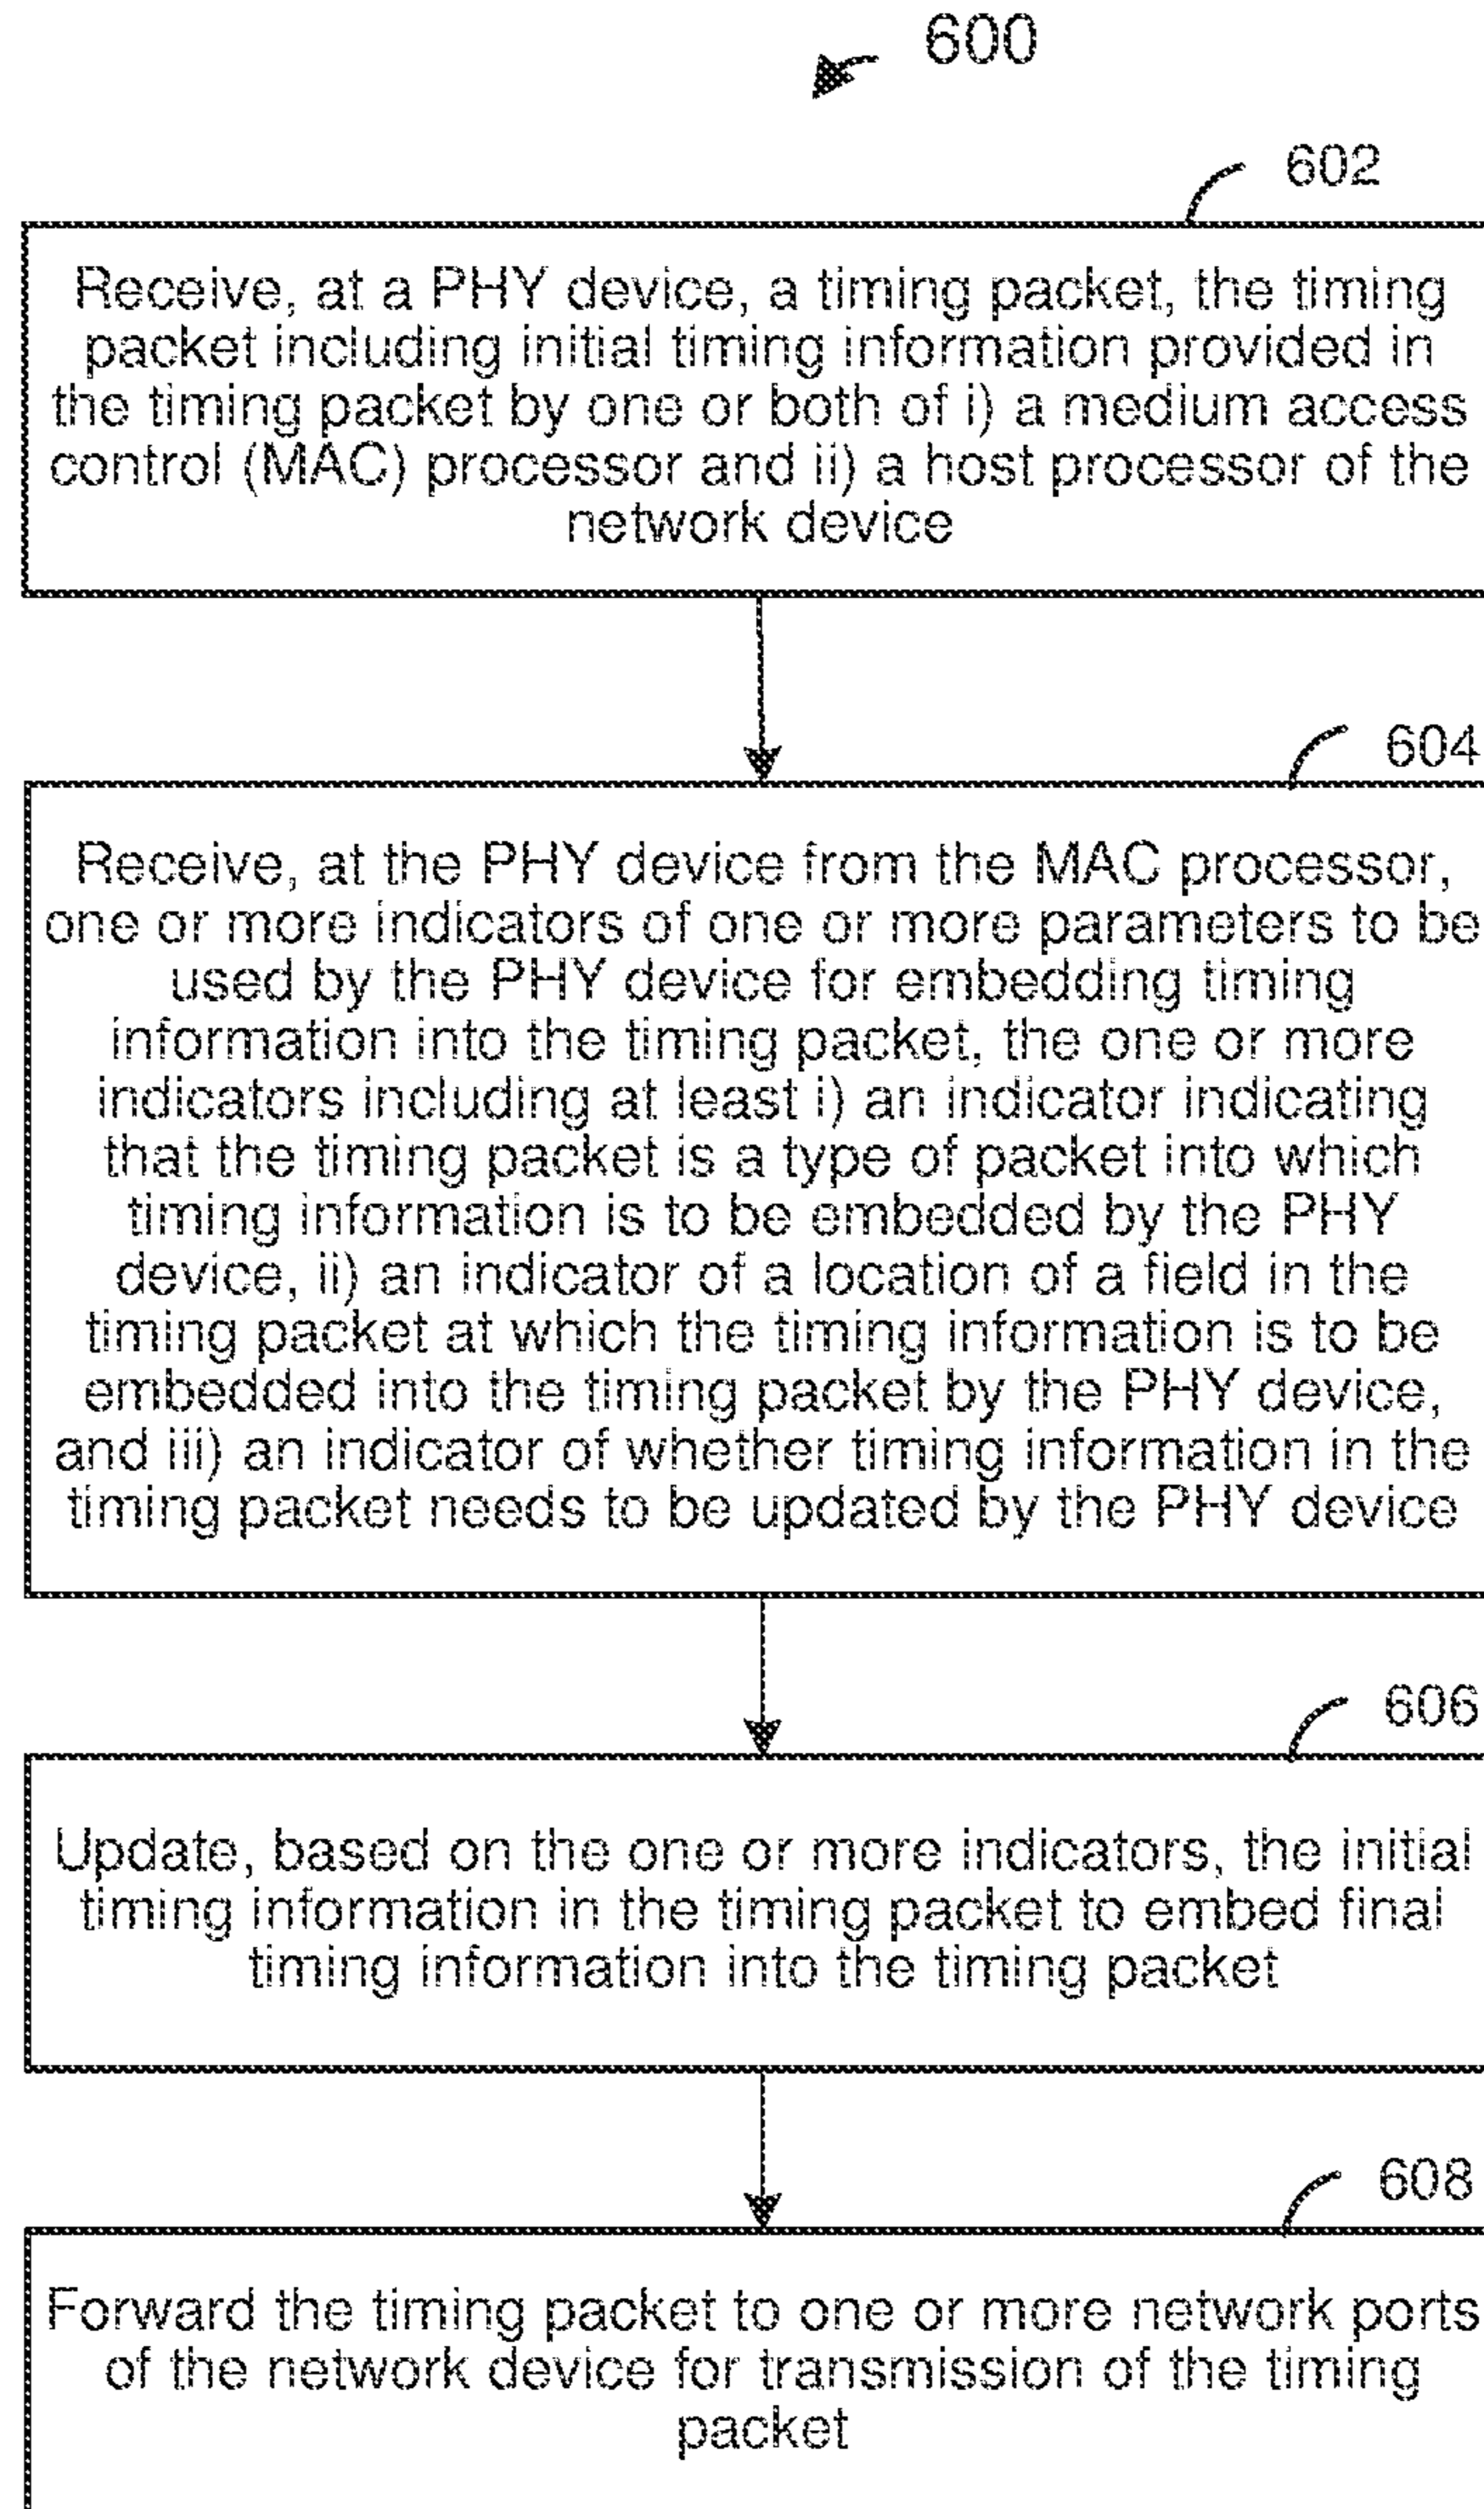 600
602
Receive, at a PHY device, a timing packet, the timing
packet including initial timing information provided in
the timing packet by one or both of i) a medium access
control (MAC) processor and ii) a host processor of the
network device
604
Receive, at the PHY device from the MAC processor,
one or more indicators of one or more parameters to be
used by the PHY device for embedding timing
information into the timing packet, the one or more
indicators including at least i) an indicator indicating
that the timing packet is a type of packet into which
timing information is to be embedded by the PHY
device, ii) an indicator of a location of a field in the
timing packet at which the timing information is to be
embedded into the timing packet by the PHY device,
and iii) an indicator of whether timing information in the
timing packet needs to be updated by the PHY device
606
Update, based on the one or more indicators, the initial
timing information in the timing packet to embed final
timing information into the timing packet
608
Forward the timing packet to one or more network ports
of the network device for transmission of the timing
packet